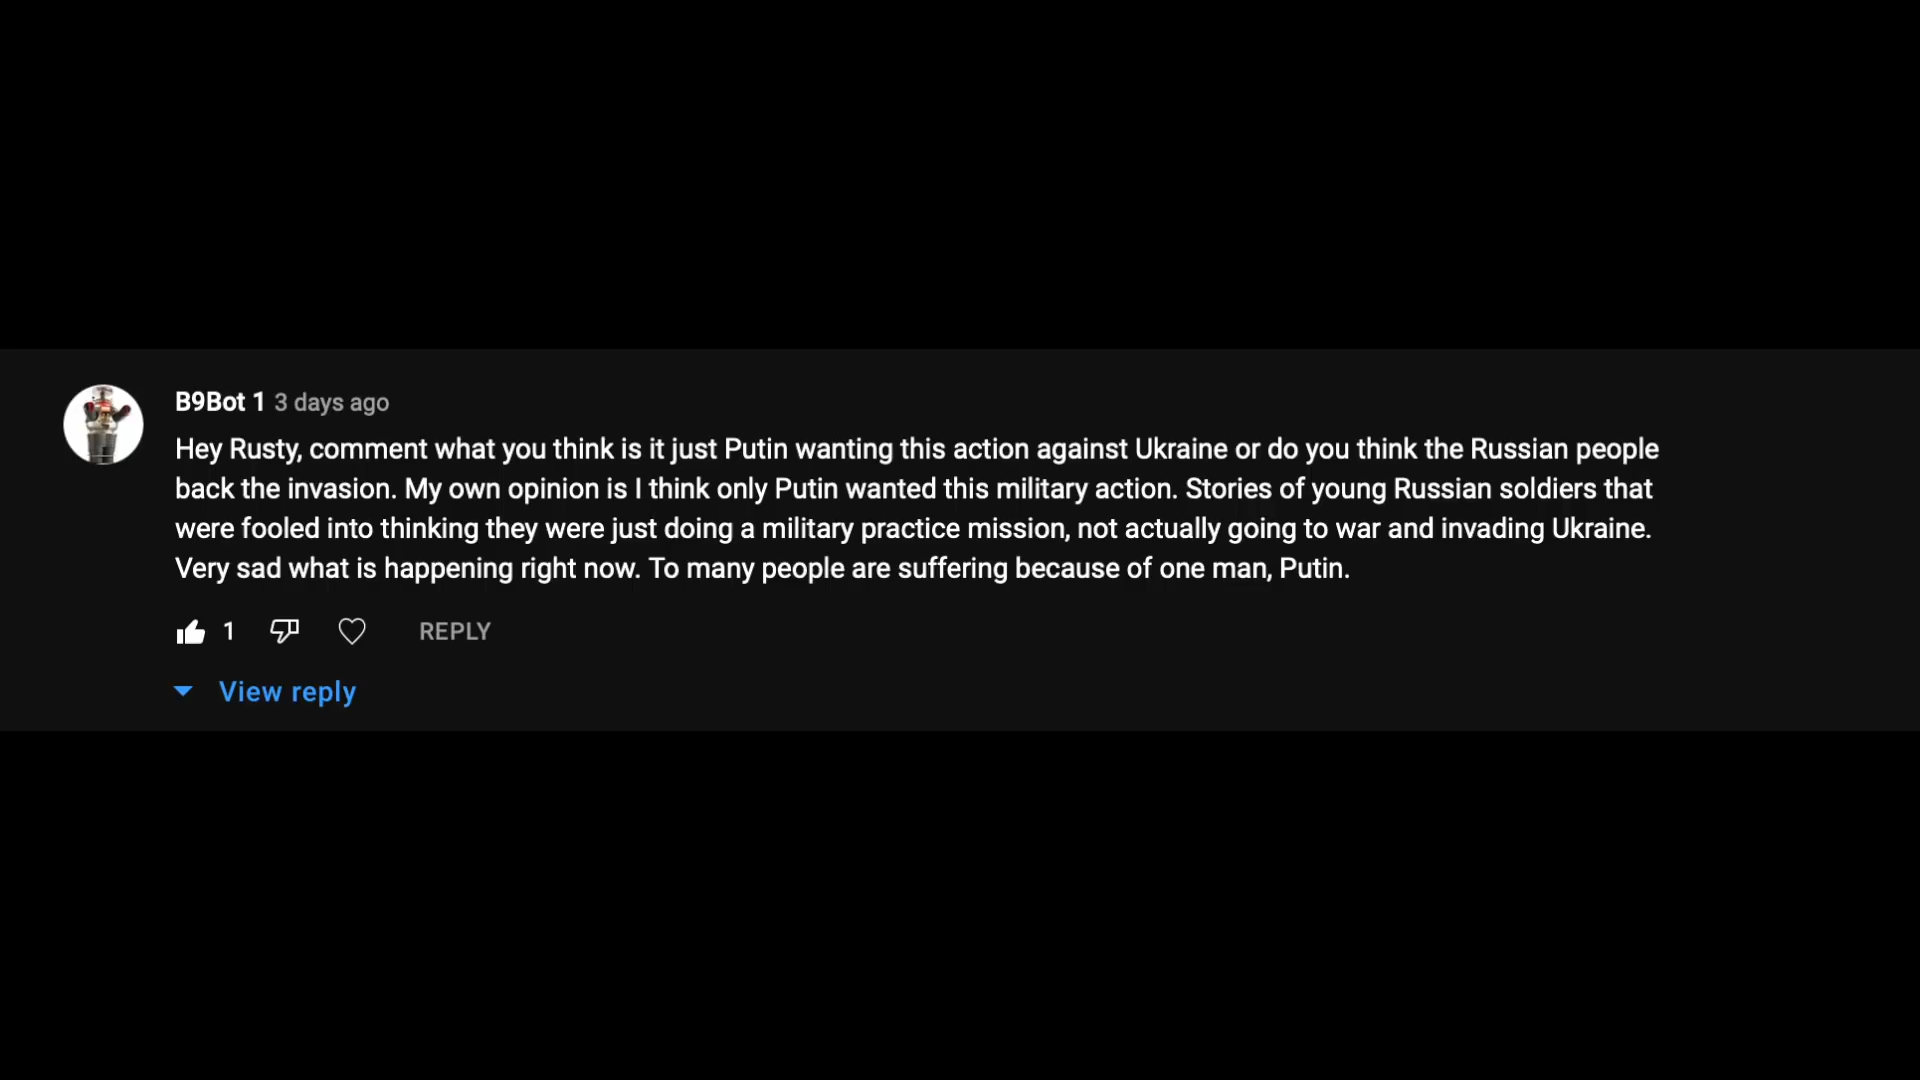 B9Bot 1 3 days ago
Hey Rusty, comment what you think is it just Putin wanting this action against Ukraine or do you think the Russian people
back the invasion. My own opinion is I think only Putin wanted this military action. Stories of young Russian soldiers that
were fooled into thinking they were just doing a military practice mission, not actually going to war and invading Ukraine.
Very sad what is happening right now. To many people are suffering because of one man, Putin.
1 REPLY
View reply